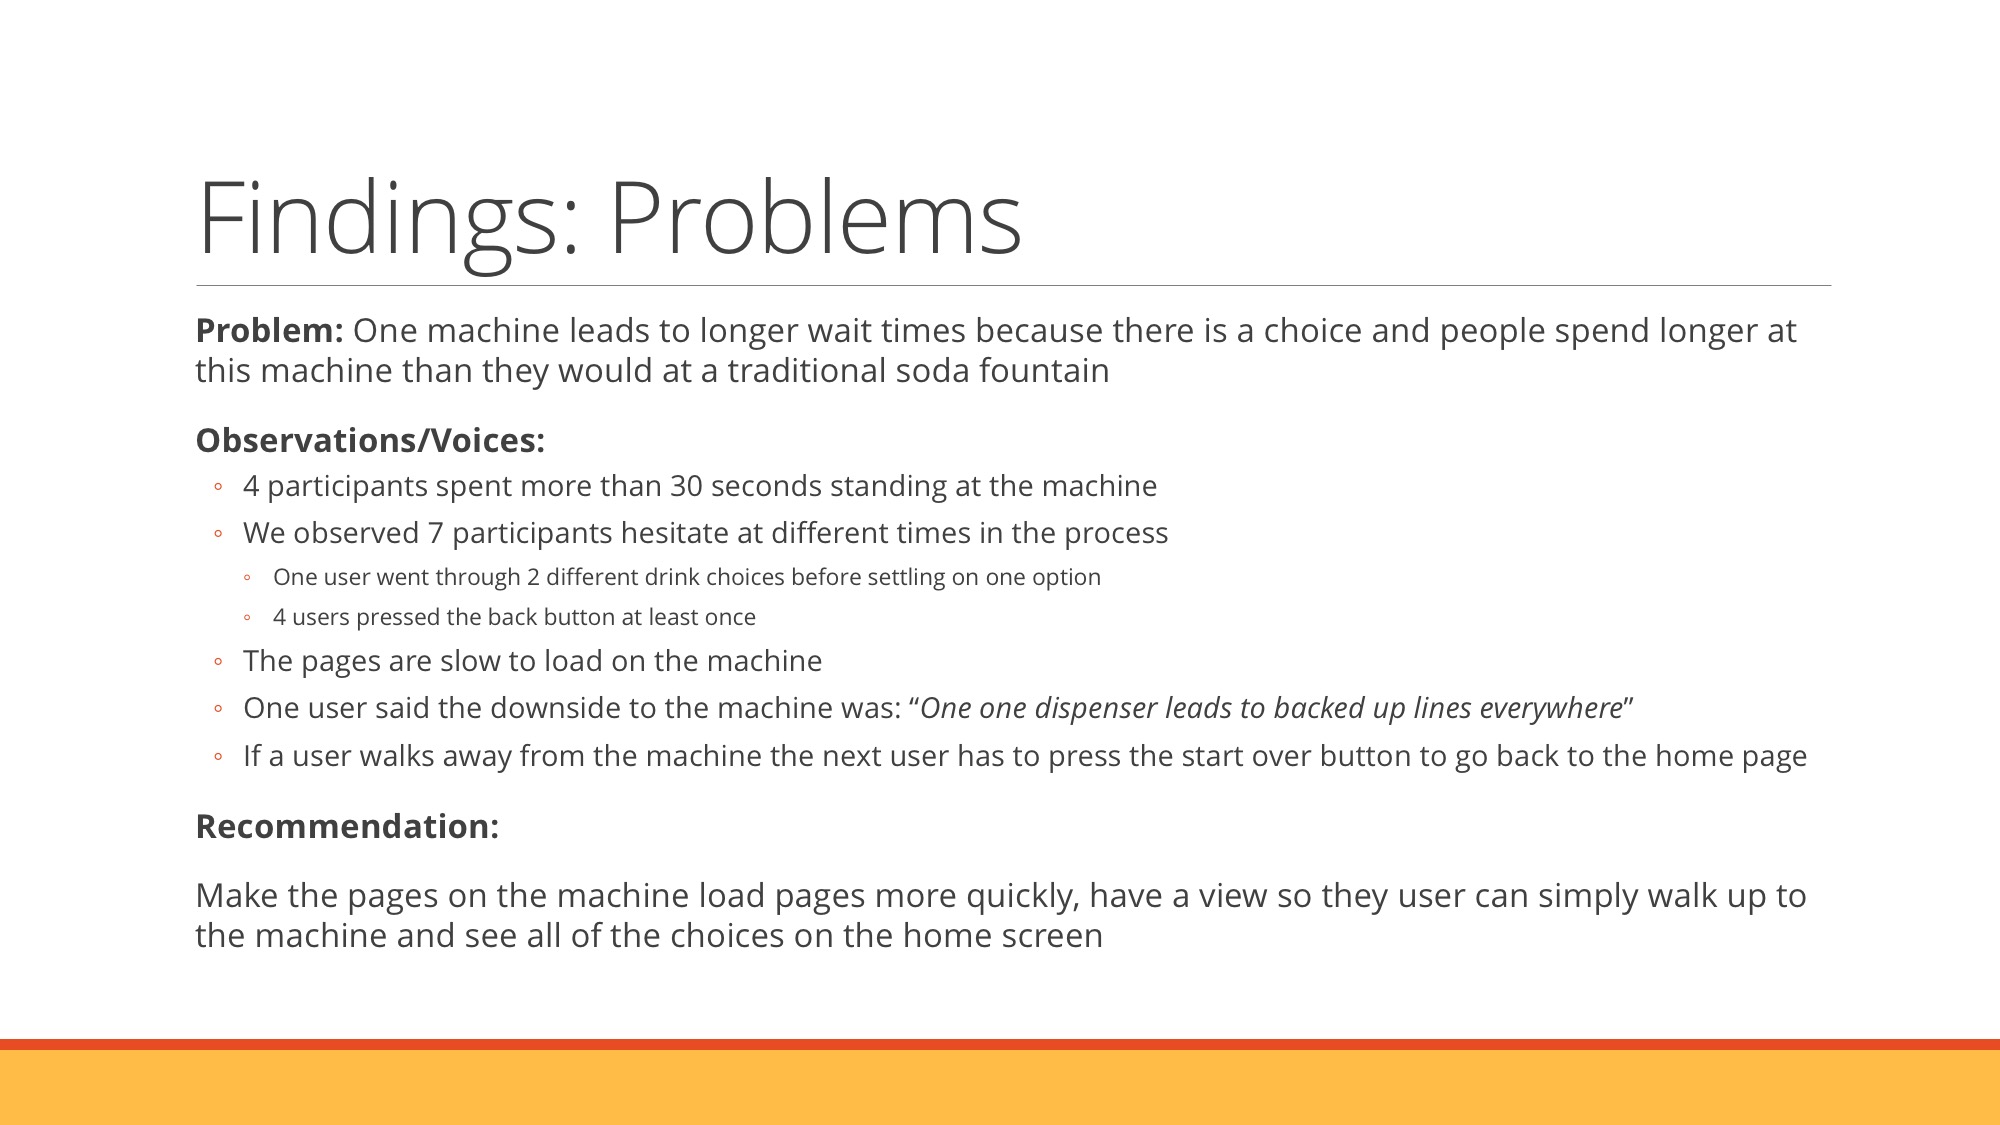 Findings: Problems
Problem: One machine leads to longer wait times because there is a choice and people spend longer at
this machine than they would at a traditional soda fountain
Observations/Voices:
◦ 4 participants spent more than 30 seconds standing at the machine
◦ We observed 7 participants hesitate at different times in the process
◦ One user went through 2 different drink choices before settling on one option
◦ 4 users pressed the back button at least once
◦ The pages are slow to load on the machine
◦ One user said the downside to the machine was: “One one dispenser leads to backed up lines everywhere”
◦ If a user walks away from the machine the next user has to press the start over button to go back to the home page
Recommendation:
Make the pages on the machine load pages more quickly, have a view so they user can simply walk up to
the machine and see all of the choices on the home screen